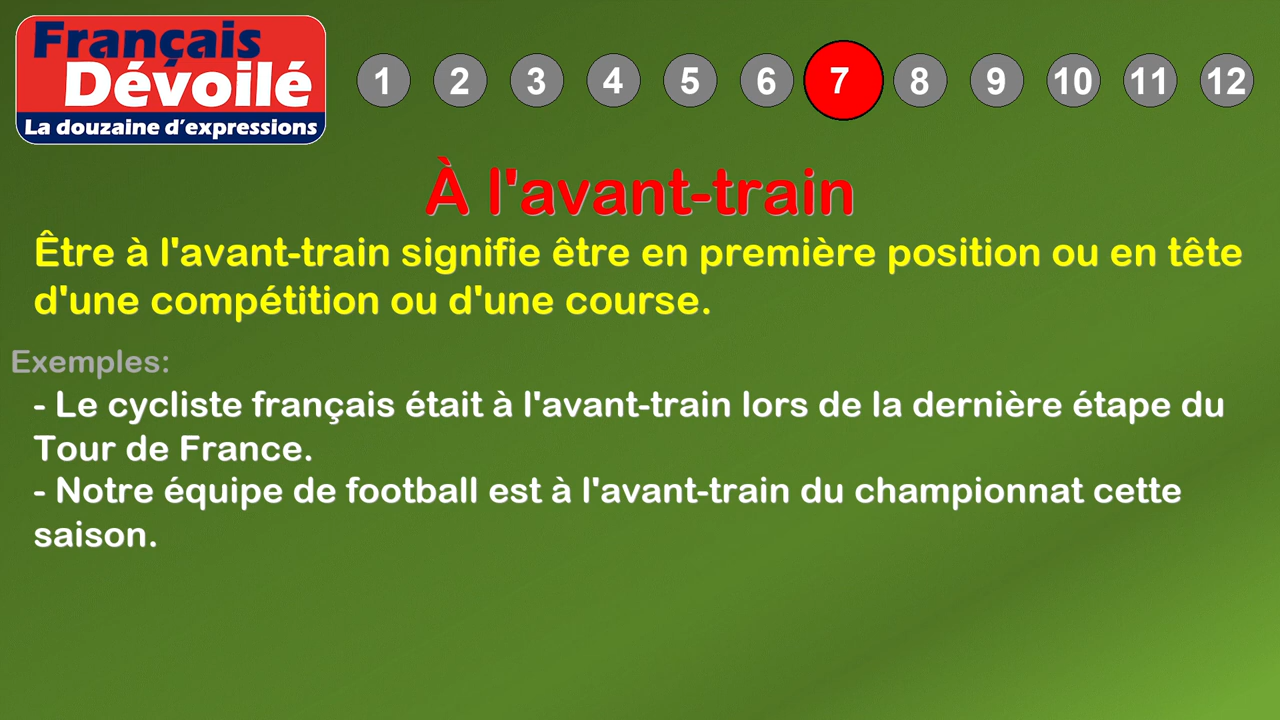 Français
Dévoilé
La douzaine d'expressions
1 2 3 4 5 6 7 8 9 10 11 12
À l'avant-train
Être à l'avant-train signifie être en première position ou en tête
d'une compétition ou d'une course.
Exemples:
- Le cycliste français était à l'avant-train lors de la dernière étape du
Tour de France.
- Notre équipe de football est à l'avant-train du championnat cette
saison.